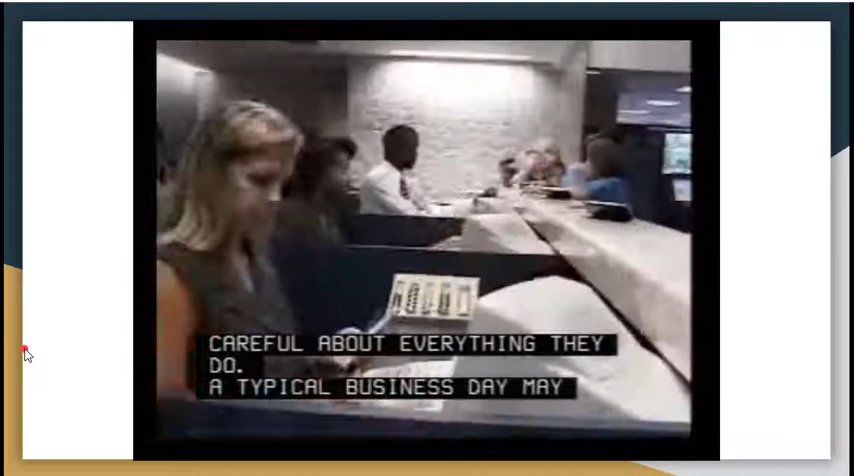 CAREFUL ABOUT EVERYTHING THEY
DO.
A TYPICAL BUSINESS DAY MAY